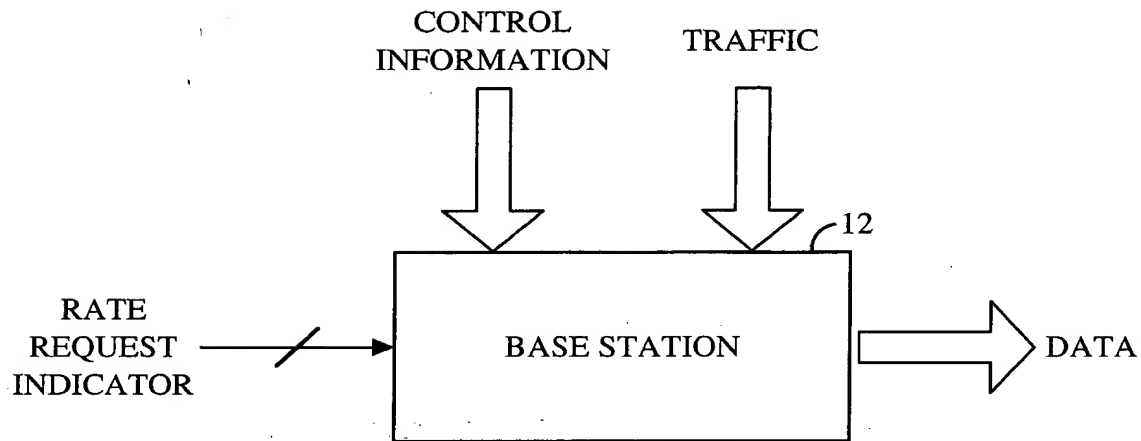 CONTROL
INFORMATION
TRAFFIC
12
RATE
REQUEST
INDICATOR
BASE STATION
DATA